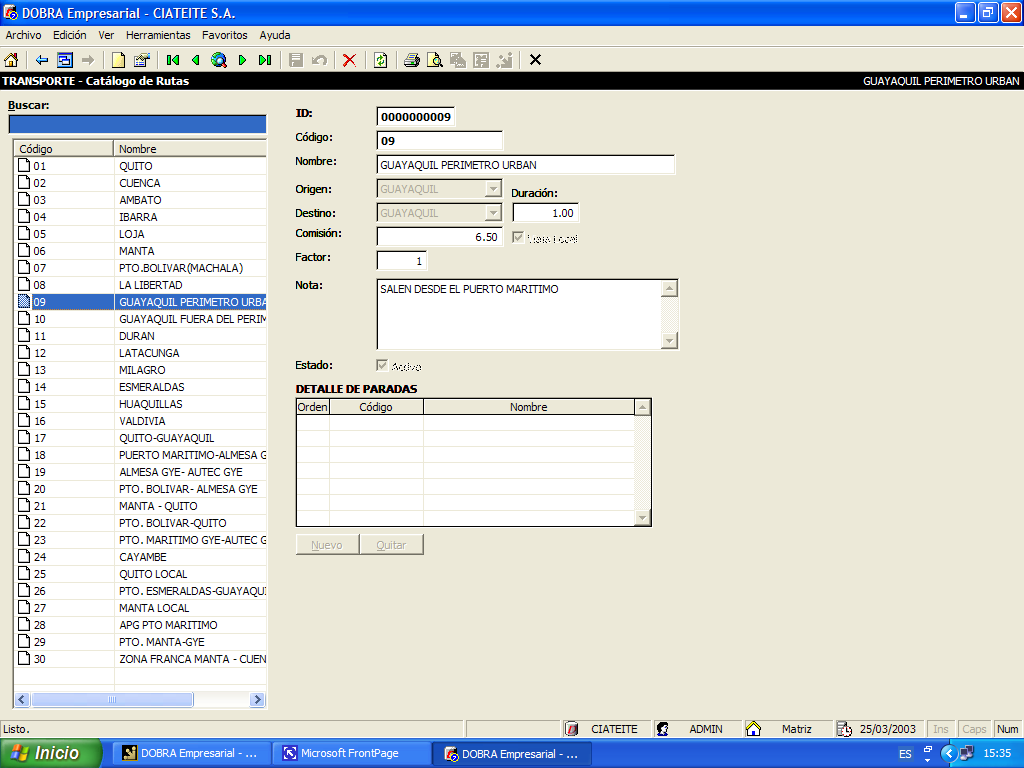 DOBRA Empresarial - CIATEITE S.A.
Archivo Edición Ver Herramientas Favoritos Ayuda
TRANSPORTE - Catálogo de Rutas GUAYAQUIL PERIMETRO URBAN
Buscar:
Código Nombre
01 QUITO
02 CUENCA
03 AMBATO
04 IBARRA
05 LOJA
06 MANTA
07 PTO.BOLIVAR(MACHALA)
08 LA LIBERTAD
09 GUAYAQUIL PERIMETRO URBA
10 GUAYAQUIL FUERA DEL PERIM
11 DURAN
12 LATACUNGA
13 MILAGRO
14 ESMERALDAS
15 HUAQUILLAS
16 VALDIVIA
17 QUITO-GUAYAQUIL
18 PUERTO MARITIMO-ALMESA G
19 ALMESA GYE- AUTEC GYE
20 PTO. BOLIVAR- ALMESA GYE
21 MANTA - QUITO
22 PTO. BOLIVAR-QUITO
23 PTO. MARITIMO GYE-AUTEC G
24 CAYAMBE
25 QUITO LOCAL
26 PTO. ESMERALDAS-GUAYAQUI
27 MANTA LOCAL
28 APG PTO MARITIMO
29 PTO. MANTA-GYE
30 ZONA FRANCA MANTA - CUEN
ID: 0000000009
Código: 09
Nombre: GUAYAQUIL PERIMETRO URBAN
Origen: GUAYAQUIL Duración:
Destino: GUAYAQUIL 1.00
Comisión: 6.50 Local
Factor: 1
Nota: SALEN DESDE EL PUERTO MARITIMO
Estado: Activo
DETALLE DE PARADAS
Orden Código Nombre
Nuevo Quitar
Listo. CIATEITE ADMIN Matriz 25/03/2003 Ins Caps Num
Inicio DOBRA Empresarial - ... Microsoft FrontPage DOBRA Empresarial - ... ES 15:35